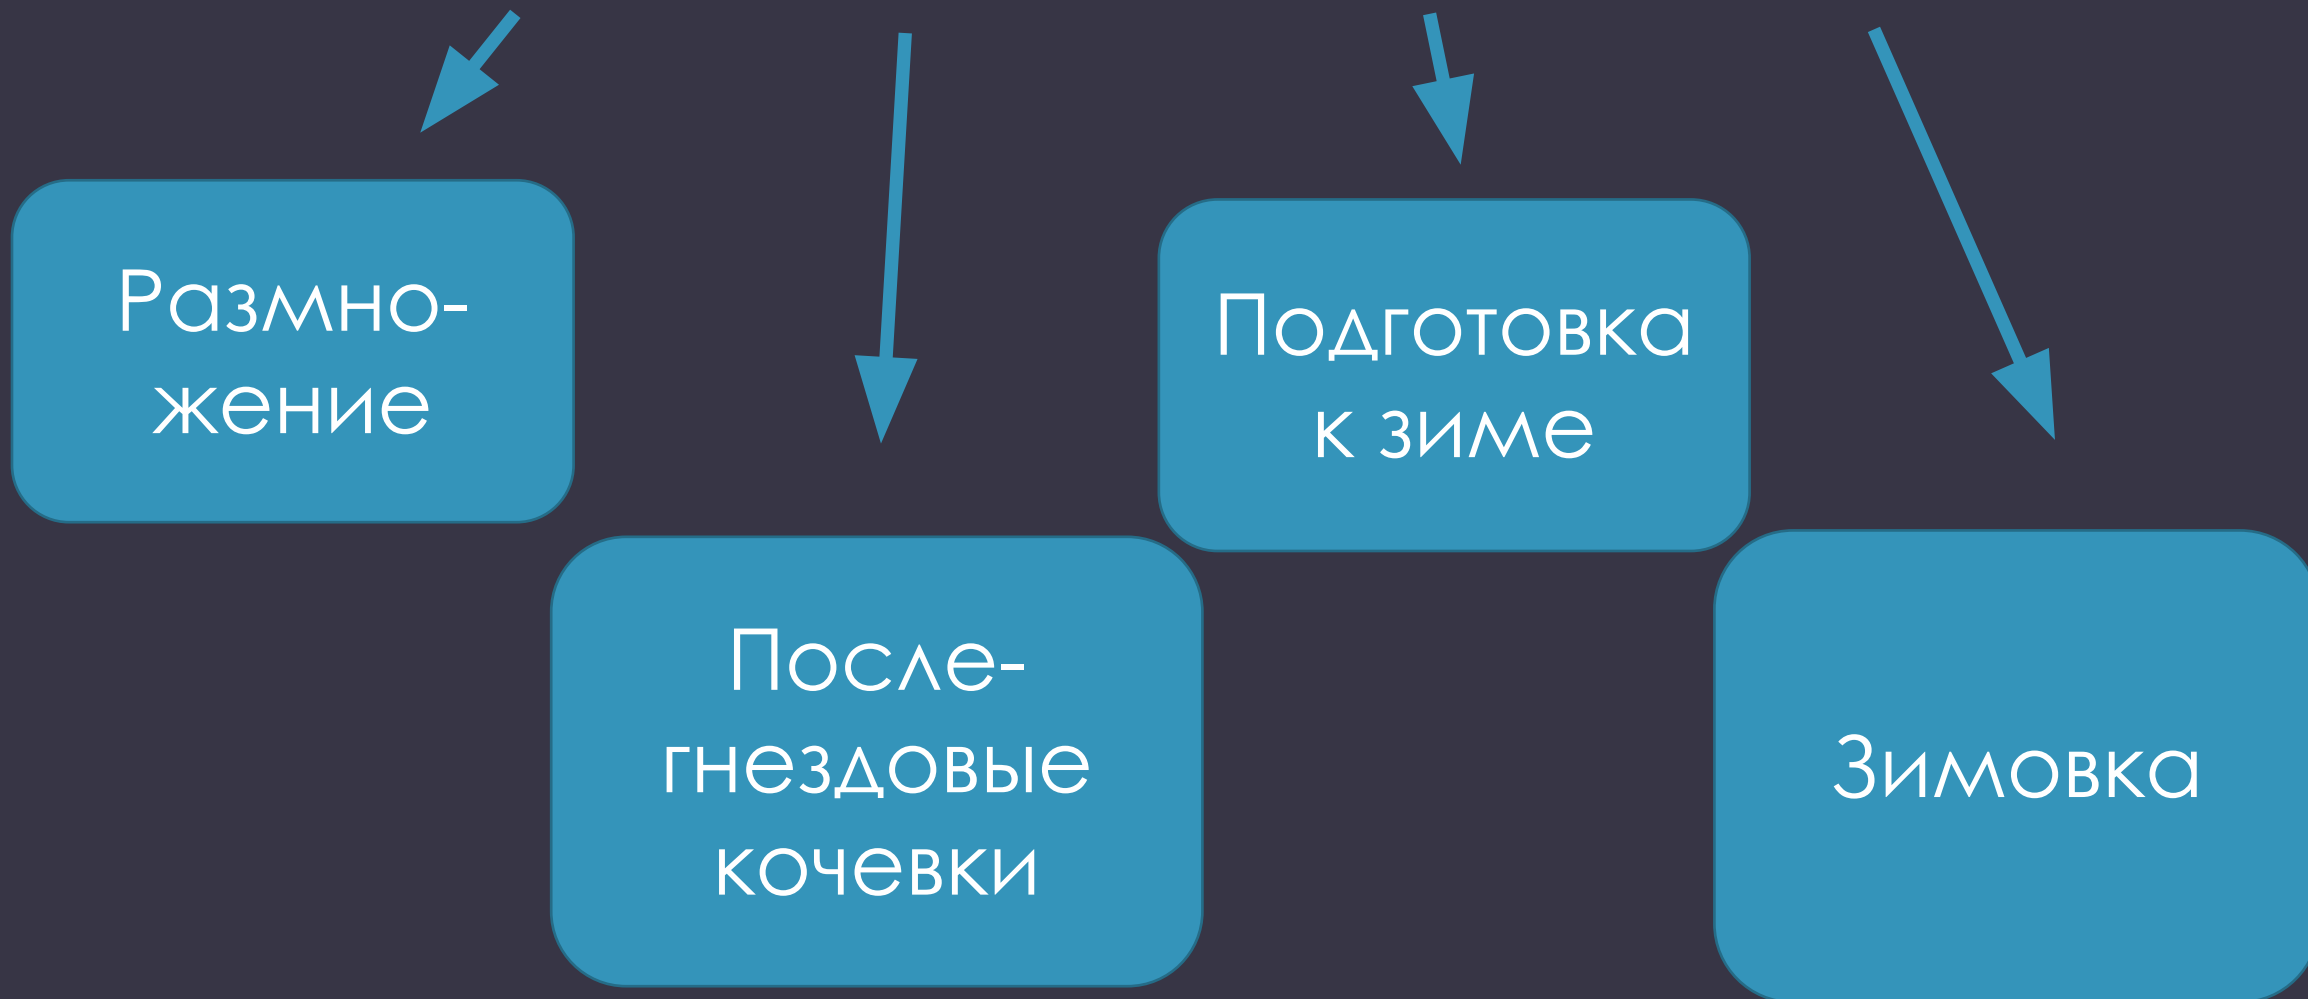 Размно-
жение
После-
гнездовые
кочевки
Подготовка
к зиме
Зимовка